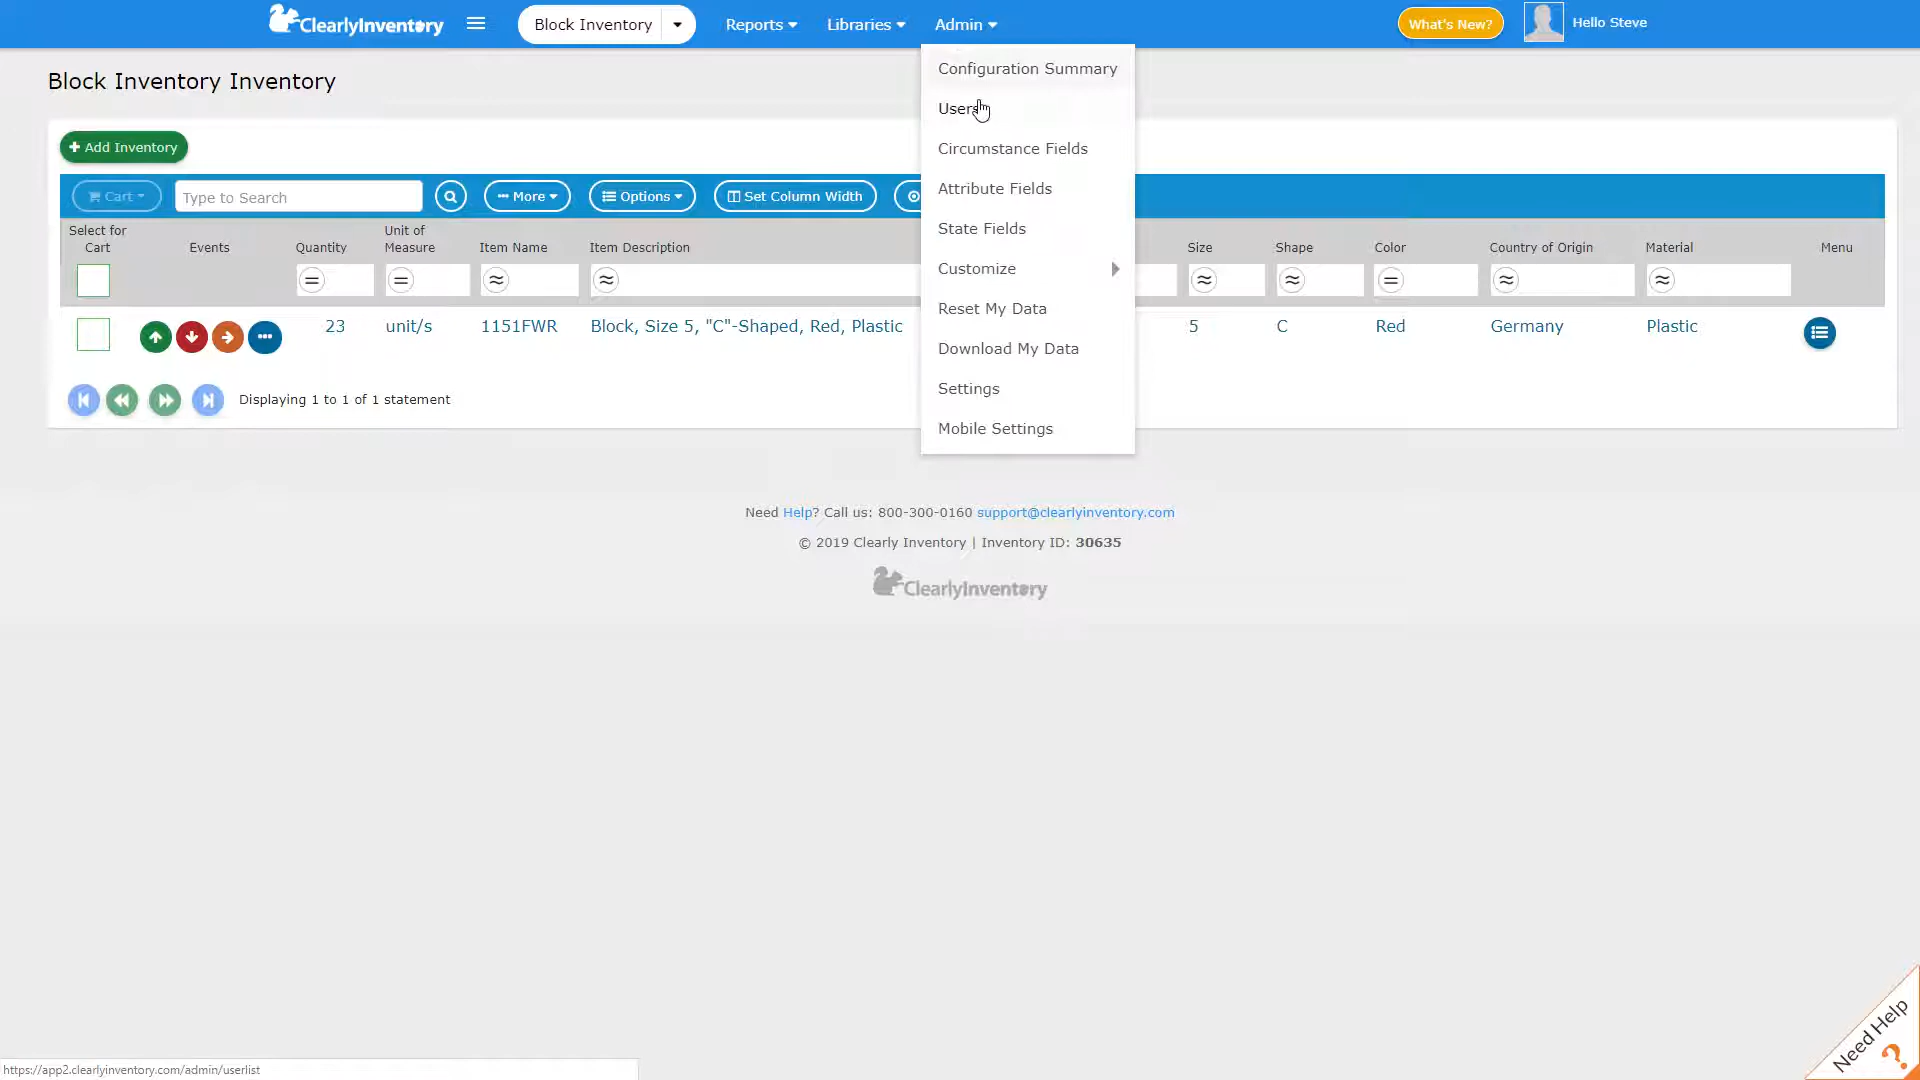 ClearlyInventory
Block Inventory
Reports
Libraries
Admin
What's New?
Hello Steve
Block Inventory Inventory
Configuration Summary
Users
Circumstance Fields
Attribute Fields
State Fields
Customize
Reset My Data
Download My Data
Settings
Mobile Settings
+ Add Inventory
Cart
Type to Search
More
Options
Set Column Width
Select for Cart
Events
Quantity
Unit of Measure
Item Name
Item Description
Size
Shape
Color
Country of Origin
Material
Menu
= = ≈ ≈ ≈ ≈ = ≈ ≈
23 unit/s 1151FWR Block, Size 5, "C"-Shaped, Red, Plastic 5 C Red Germany Plastic
Displaying 1 to 1 of 1 statement
Need Help? Call us: 800-300-0160 support@clearlyinventory.com
© 2019 Clearly Inventory | Inventory ID: 30635
ClearlyInventory
Need Help
?
https://app2.clearlyinventory.com/admin/userlist